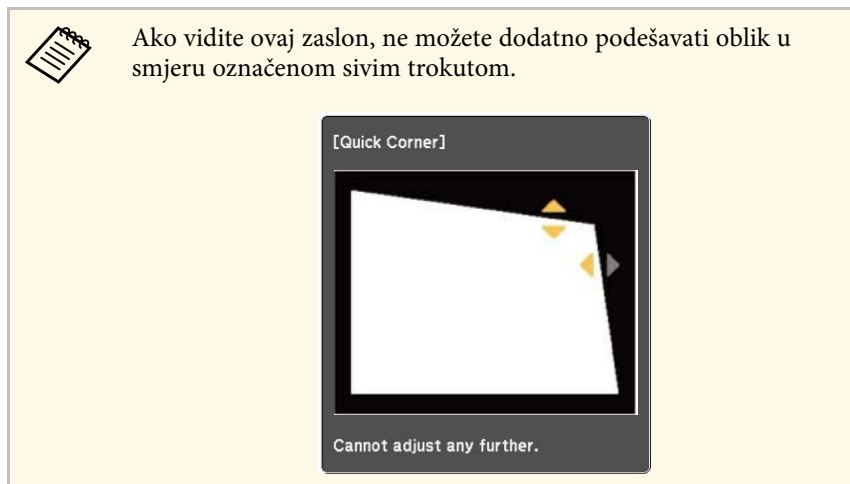 Ako vidite ovaj zaslon, ne možete dodatno podešavati oblik u
smjeru označenom sivim trokutom.
[Quick Corner]
Cannot adjust any further.